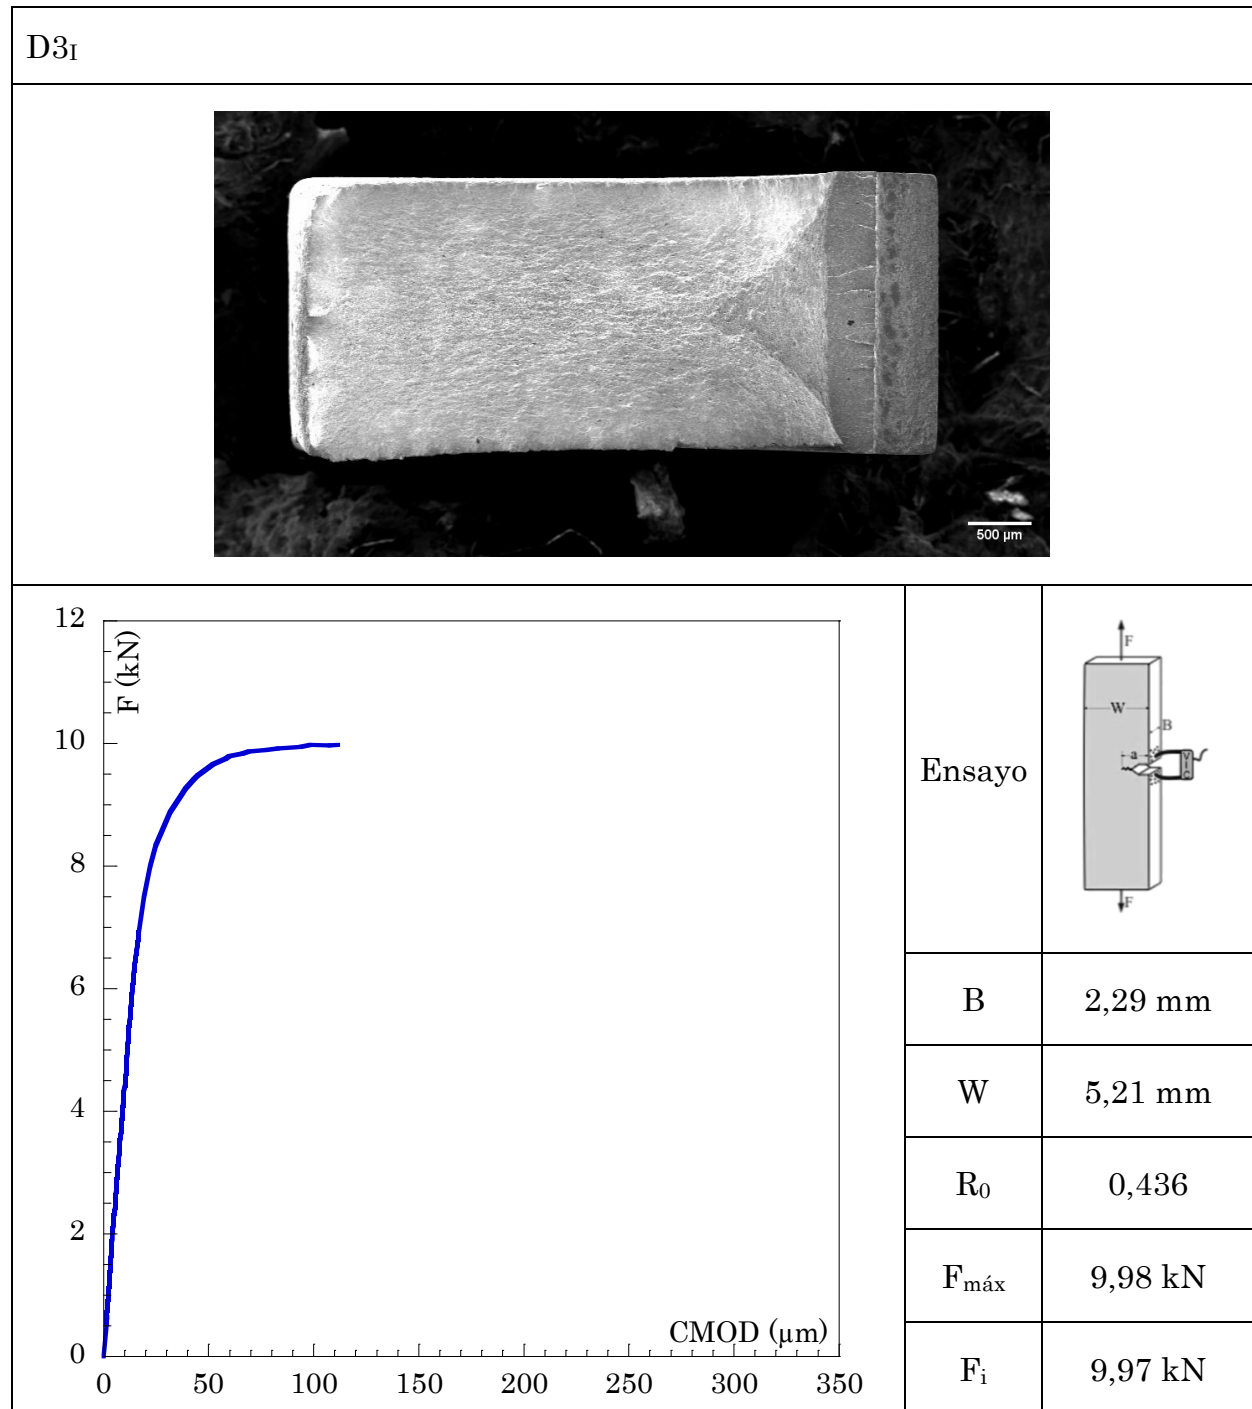 D3I
500 µm
F (kN)
12
10
8
6
4
2
0
0 50 100 150 200 250 300 350
CMOD (µm)
Ensayo
F
W
B
a
V
I
C
F
B 2,29 mm
W 5,21 mm
R0 0,436
Fmáx 9,98 kN
Fi 9,97 kN